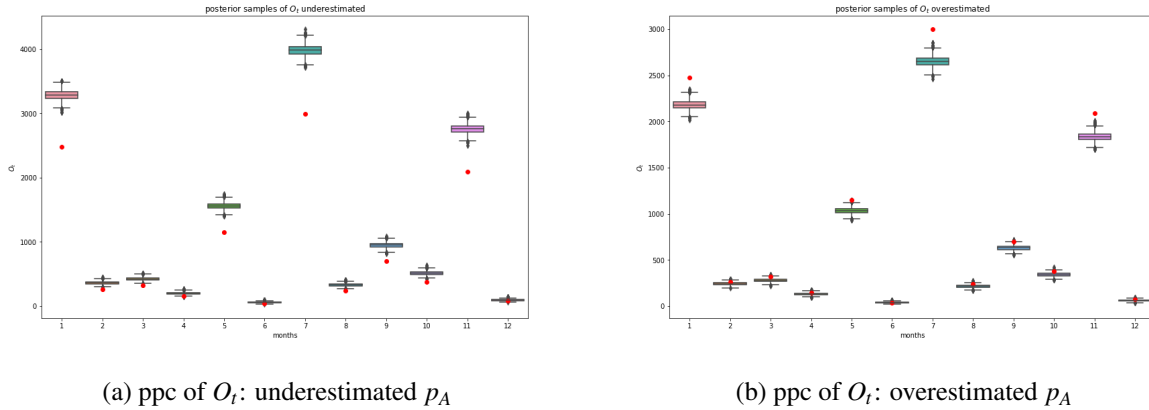 posterior samples of O_t underestimated
4000
3000
2000
1000
0
O_t
1 2 3 4 5 6 7 8 9 10 11 12
months
(a) ppc of O_t: underestimated p_A
posterior samples of O_t overestimated
3000
2500
2000
1500
1000
500
0
O_t
1 2 3 4 5 6 7 8 9 10 11 12
months
(b) ppc of O_t: overestimated p_A